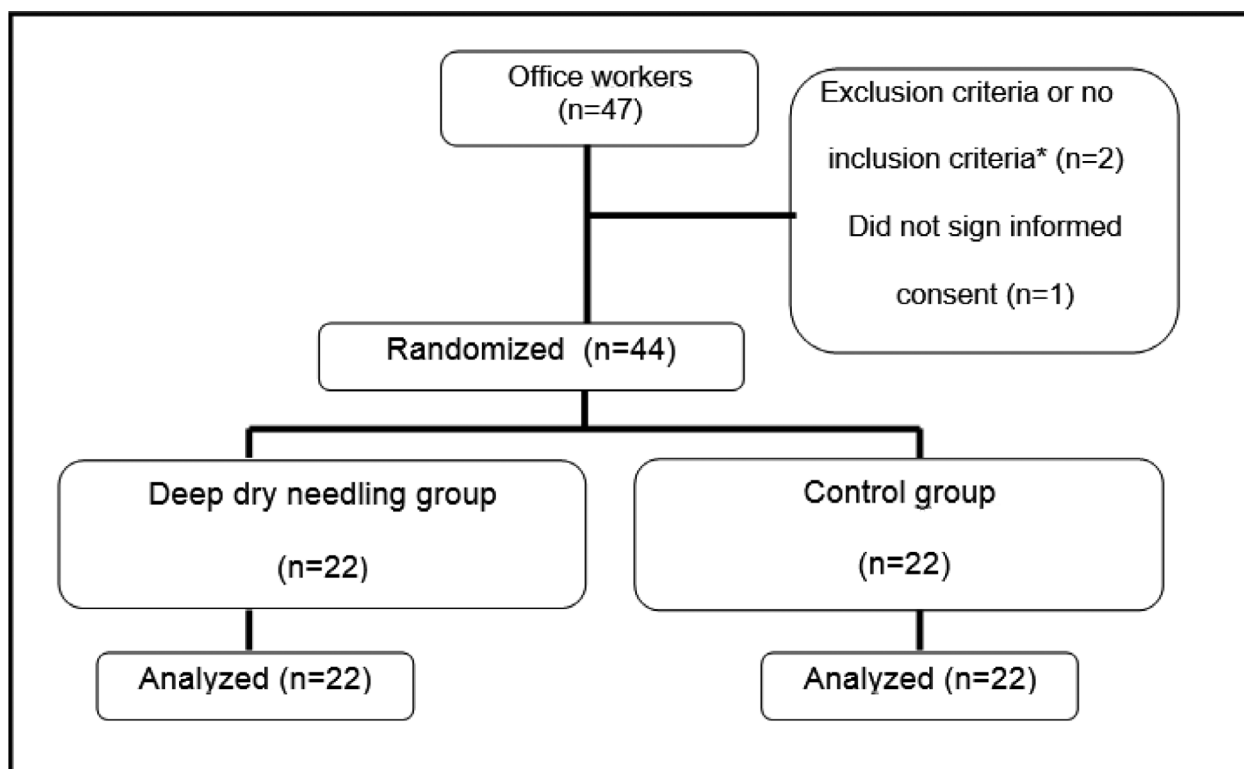 Office workers
(n=47)
Exclusion criteria or no
inclusion criteria* (n=2)
Did not sign informed
consent (n=1)
Randomized (n=44)
Deep dry needling group
(n=22)
Control group
(n=22)
Analyzed (n=22)
Analyzed (n=22)